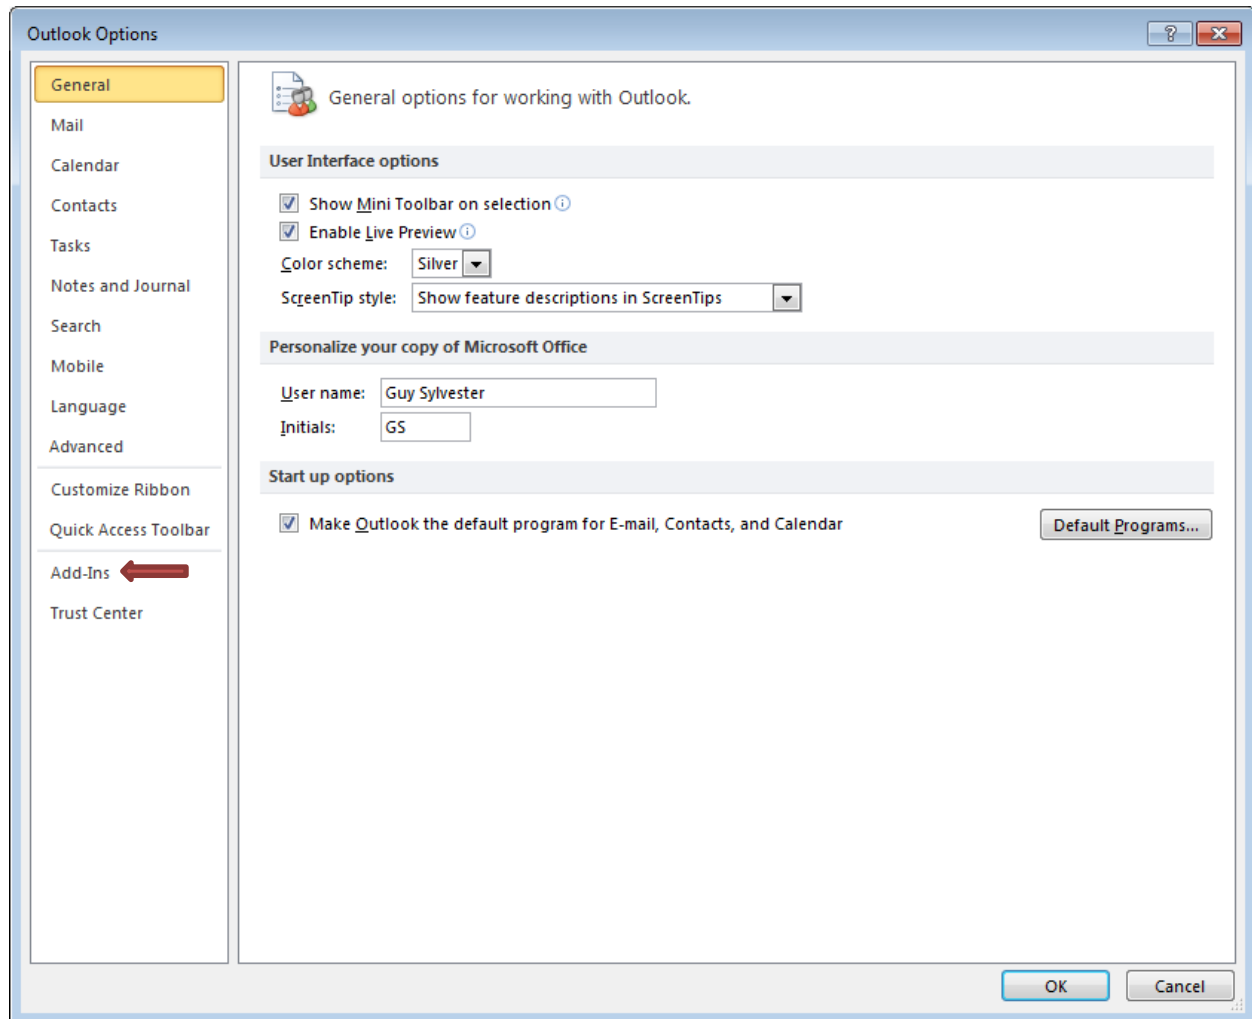 Outlook Options
General
Mail
Calendar
Contacts
Tasks
Notes and Journal
Search
Mobile
Language
Advanced
Customize Ribbon
Quick Access Toolbar
Add-Ins
Trust Center
General options for working with Outlook.
User Interface options
Show Mini Toolbar on selection
Enable Live Preview
Color scheme: Silver
ScreenTip style: Show feature descriptions in ScreenTips
Personalize your copy of Microsoft Office
User name: Guy Sylvester
Initials: GS
Start up options
Make Outlook the default program for E-mail, Contacts, and Calendar Default Programs...
OK Cancel